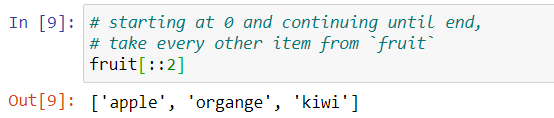 In [9]: # starting at 0 and continuing until end,
# take every other item from `fruit`
fruit[::2]
Out[9]: ['apple', 'organge', 'kiwi']